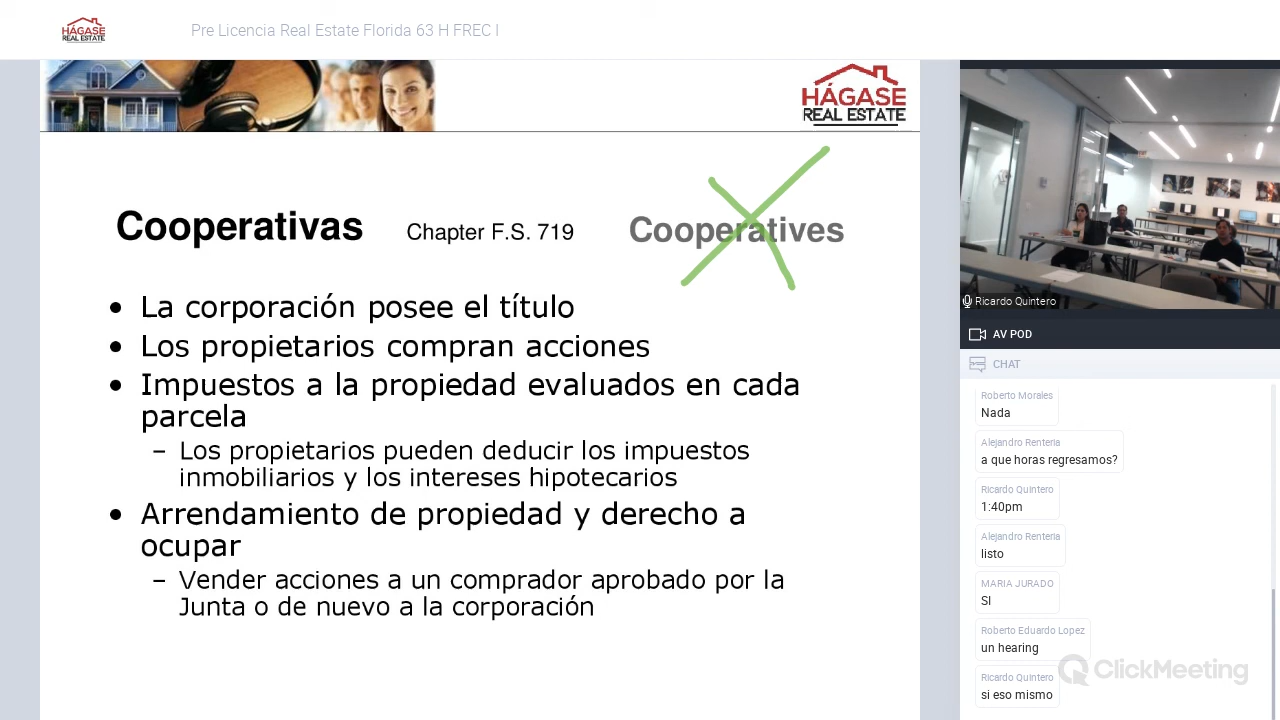 HÁGASE
REAL ESTATE
Pre Licencia Real Estate Florida 63 H FREC I
HÁGASE
REAL ESTATE
Cooperativas Chapter F.S. 719 Cooperatives
• La corporación posee el título
• Los propietarios compran acciones
• Impuestos a la propiedad evaluados en cada
parcela
– Los propietarios pueden deducir los impuestos
inmobiliarios y los intereses hipotecarios
• Arrendamiento de propiedad y derecho a
ocupar
– Vender acciones a un comprador aprobado por la
Junta o de nuevo a la corporación
Ricardo Quintero
AV POD
CHAT
Roberto Morales
Nada
Alejandro Renteria
a que horas regresamos?
Ricardo Quintero
1:40pm
Alejandro Renteria
listo
MARIA JURADO
SI
Roberto Eduardo Lopez
un hearing
Ricardo Quintero
si eso mismo
ClickMeeting